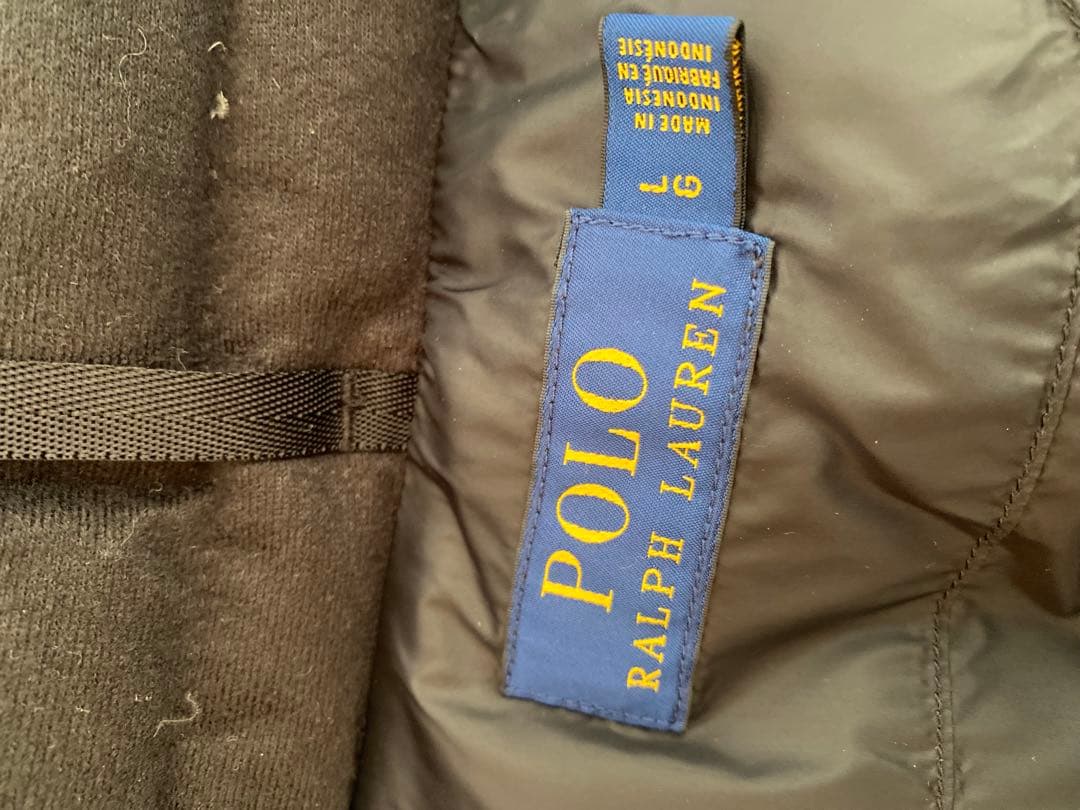 POLO
RALPH LAUREN
L
G
MADE IN
INDONESIA
FABRIQUÉ EN
INDONÉSIE